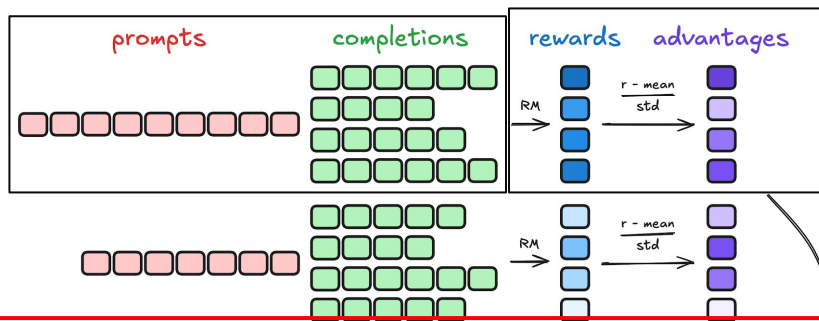 prompts completions rewards advantages
RM r - mean
std
RM r - mean
std